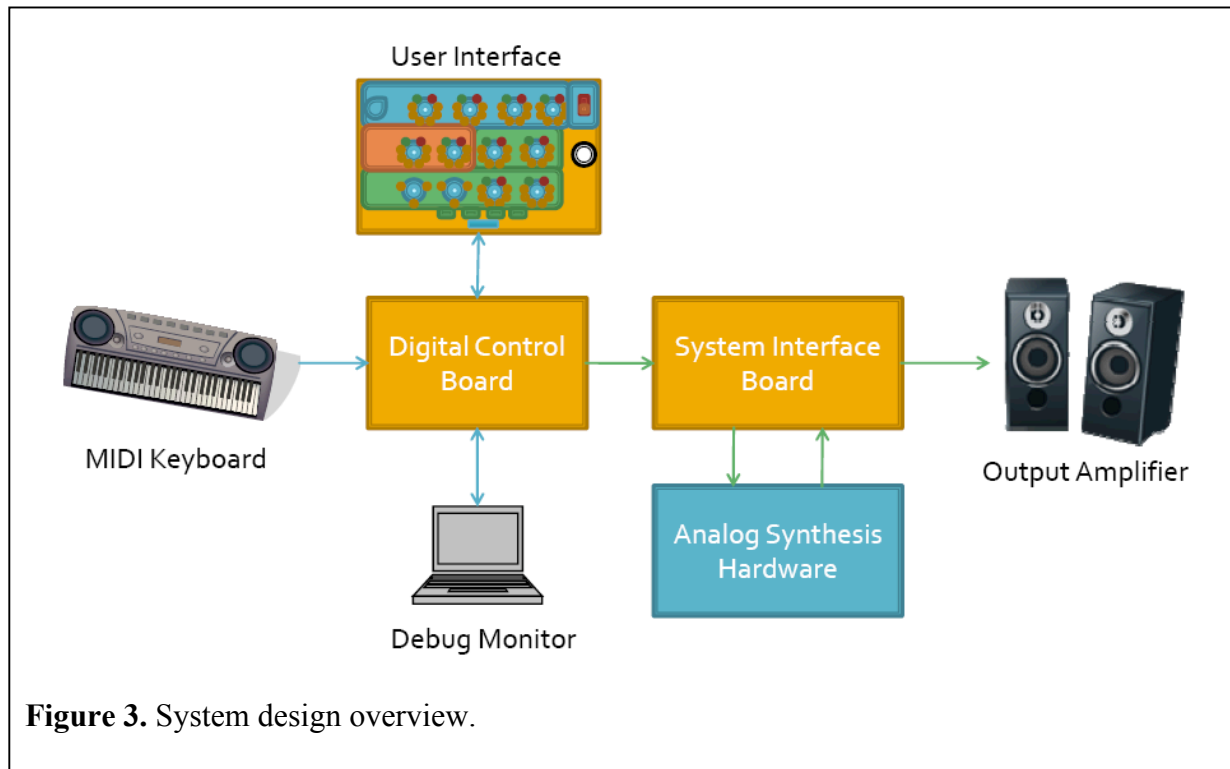 User Interface
Digital Control
Board
System Interface
Board
MIDI Keyboard
Output Amplifier
Analog Synthesis
Hardware
Debug Monitor
Figure 3. System design overview.